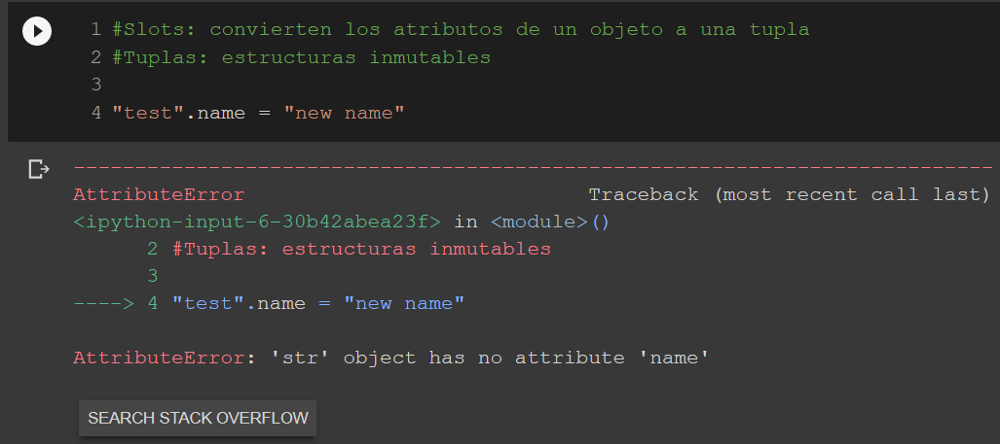 1 #Slots: convierten los atributos de un objeto a una tupla
2 #Tuplas: estructuras inmutables
3
4 "test".name = "new name"
---------------------------------------------------------------------------
AttributeError                            Traceback (most recent call last)
<ipython-input-6-30b42abea23f> in <module>()
      2 #Tuplas: estructuras inmutables
      3
----> 4 "test".name = "new name"
AttributeError: 'str' object has no attribute 'name'
SEARCH STACK OVERFLOW